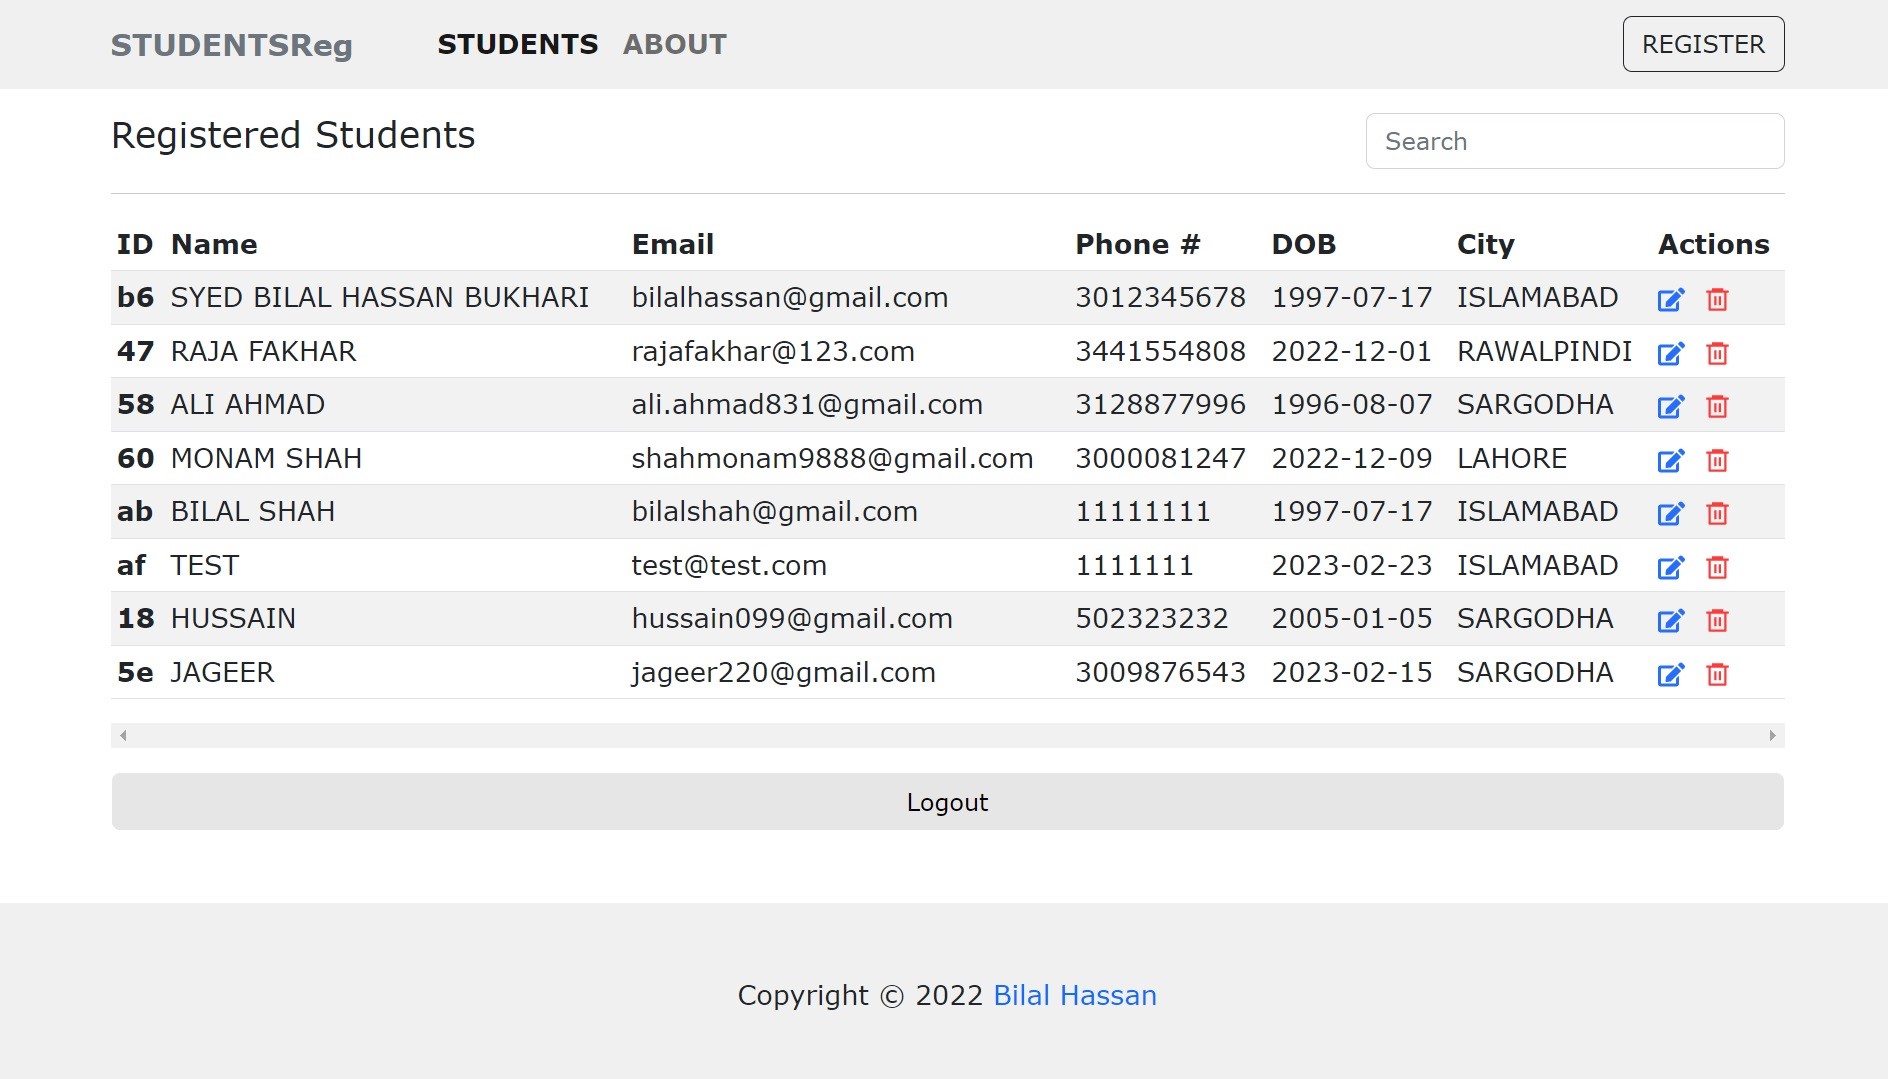 STUDENTSReg STUDENTS ABOUT REGISTER
Registered Students Search
ID Name Email Phone # DOB City Actions
b6 SYED BILAL HASSAN BUKHARI bilalhassan@gmail.com 3012345678 1997-07-17 ISLAMABAD
47 RAJA FAKHAR rajafakhar@123.com 3441554808 2022-12-01 RAWALPINDI
58 ALI AHMAD ali.ahmad831@gmail.com 3128877996 1996-08-07 SARGODHA
60 MONAM SHAH shahmonam9888@gmail.com 3000081247 2022-12-09 LAHORE
ab BILAL SHAH bilalshah@gmail.com 11111111 1997-07-17 ISLAMABAD
af TEST test@test.com 1111111 2023-02-23 ISLAMABAD
18 HUSSAIN hussain099@gmail.com 502323232 2005-01-05 SARGODHA
5e JAGEER jageer220@gmail.com 3009876543 2023-02-15 SARGODHA
Logout
Copyright © 2022 Bilal Hassan